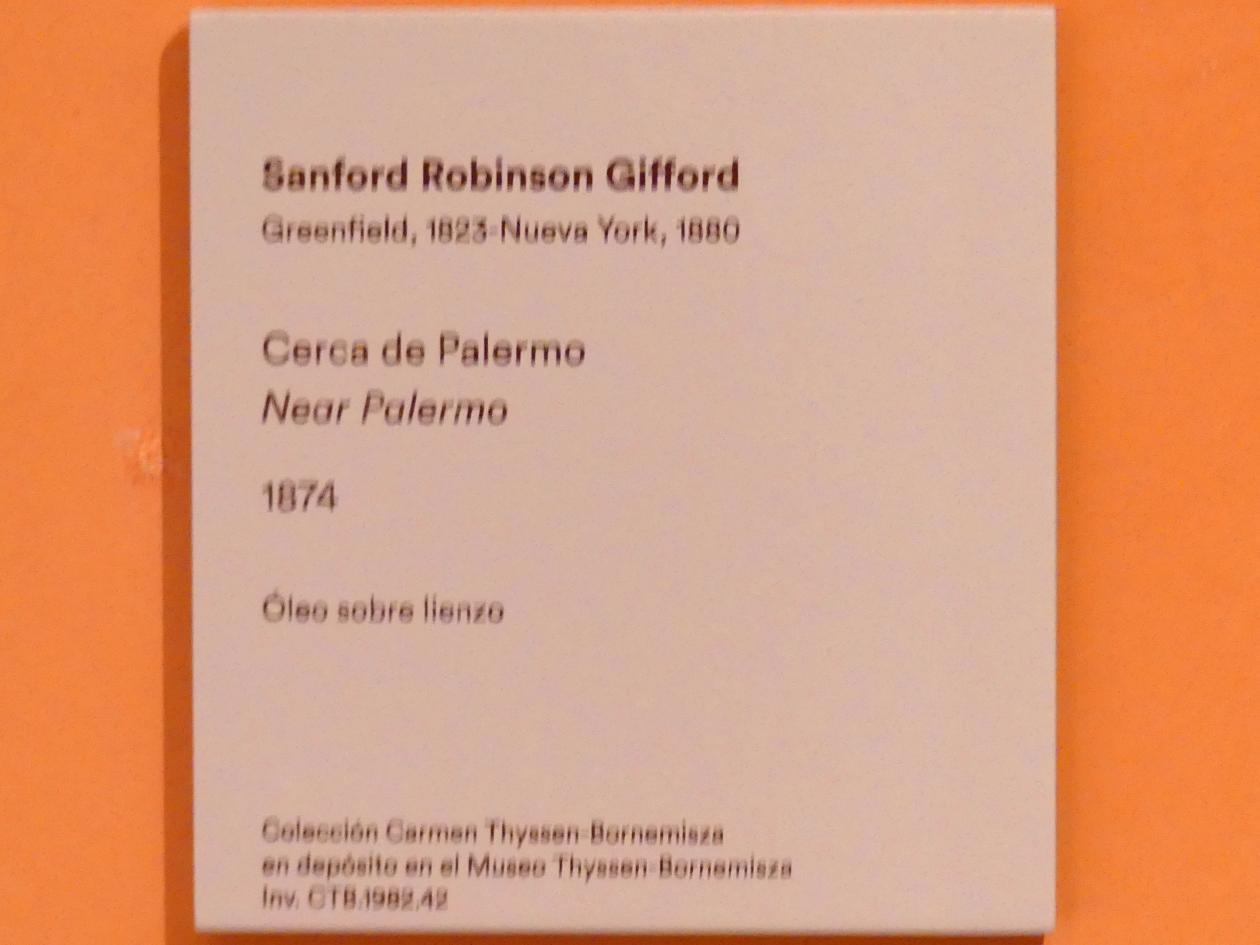 Sanford Robinson Gifford
Greenfield, 1823-Nueva York, 1880
Cerca de Palermo
Near Palermo
1874
Óleo sobre lienzo
Colección Carmen Thyssen-Bornemisza
en depósito en el Museo Thyssen-Bornemisza
Inv. CTB.1982.42